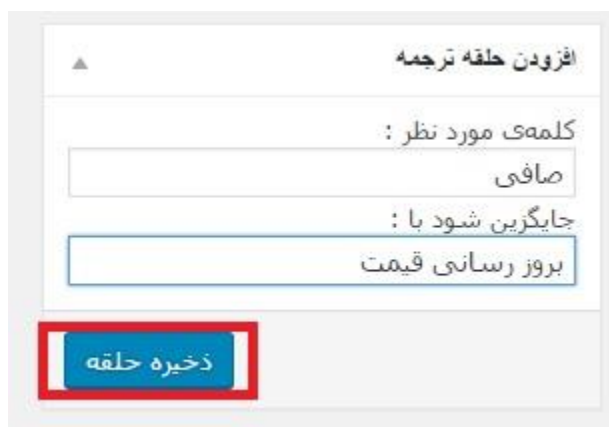 افزودن حلقه ترجمه
کلمه‌ی مورد نظر :
صافی
جایگزین شود با :
بروز رسانی قیمت
ذخیره حلقه